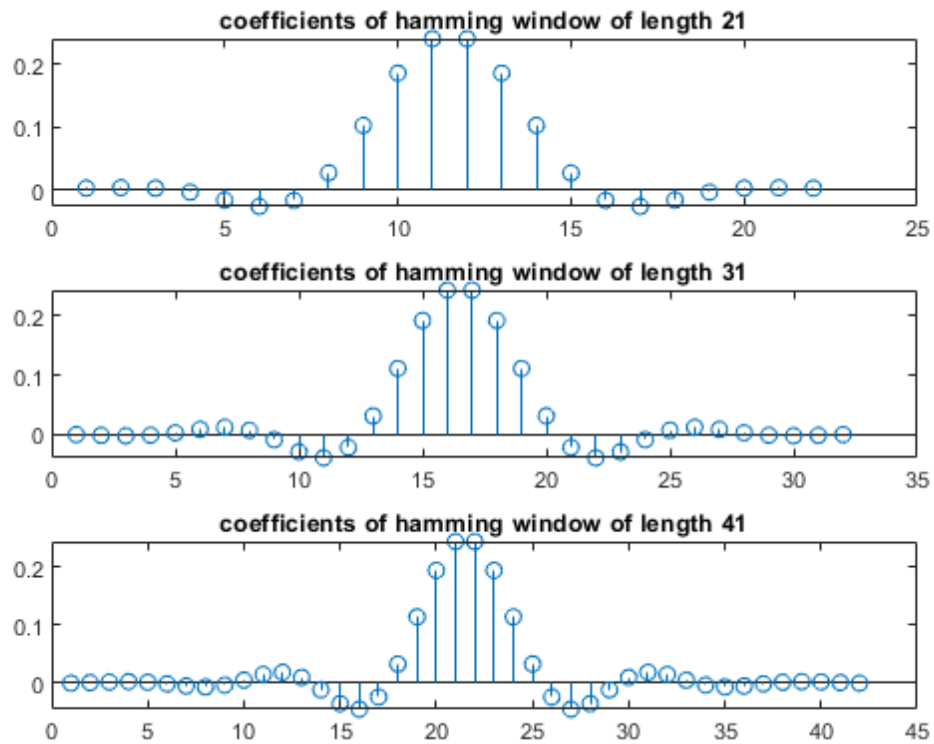 coefficients of hamming window of length 21
0.2
0.1
0
0 5 10 15 20 25
coefficients of hamming window of length 31
0.2
0.1
0
0 5 10 15 20 25 30 35
coefficients of hamming window of length 41
0.2
0.1
0
0 5 10 15 20 25 30 35 40 45